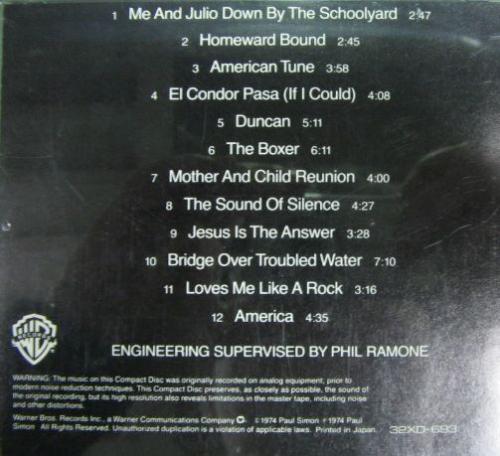 1 Me And Julio Down By The Schoolyard 2:47
2 Homeward Bound 2:45
3 American Tune 3:58
4 El Condor Pasa (If I Could) 4:08
5 Duncan 5:11
6 The Boxer 6:11
7 Mother And Child Reunion 4:00
8 The Sound Of Silence 4:27
9 Jesus Is The Answer 3:28
10 Bridge Over Troubled Water 7:10
11 Loves Me Like A Rock 3:16
12 America 4:35
RECORDS
ENGINEERING SUPERVISED BY PHIL RAMONE
WARNING: The music on this Compact Disc was originally recorded on analog equipment, prior to
modern noise reduction techniques. This Compact Disc preserves, as closely as possible, the sound of
the original recording, but its high resolution also reveals limitations in the master tape, including noise
and other distortions.
Warner Bros. Records Inc., a Warner Communications Company © 1974 Paul Simon ℗ 1974 Paul
Simon All Rights Reserved. Unauthorized duplication is a violation of applicable laws. Printed in Japan. 32XD-693